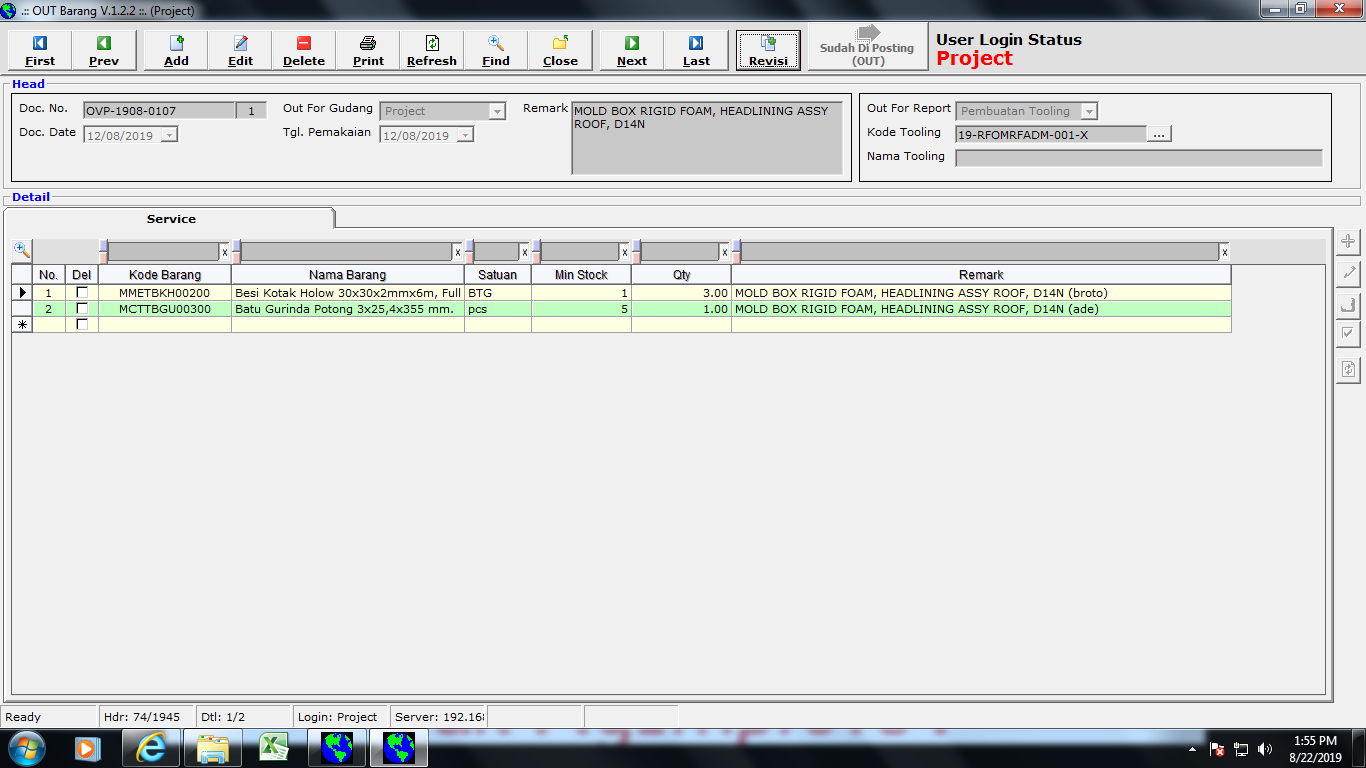 .:: OUT Barang V.1.2.2 ::. (Project)
First Prev Add Edit Delete Print Refresh Find Close Next Last Revisi Sudah Di Posting (OUT)
User Login Status
Project
Head
Doc. No. OVP-1908-0107 1 Out For Gudang Project Remark MOLD BOX RIGID FOAM, HEADLINING ASSY
ROOF, D14N
Out For Report Pembuatan Tooling
Doc. Date 12/08/2019 Tgl. Pemakaian 12/08/2019
Kode Tooling 19-RFOMRFADM-001-X ...
Nama Tooling
Detail
Service
x x x x x x
No. Del Kode Barang Nama Barang Satuan Min Stock Qty Remark
1 MMETBKH00200 Besi Kotak Holow 30x30x2mmx6m, Full BTG 1 3.00 MOLD BOX RIGID FOAM, HEADLINING ASSY ROOF, D14N (broto)
2 MCTTBGU00300 Batu Gurinda Potong 3x25,4x355 mm. pcs 5 1.00 MOLD BOX RIGID FOAM, HEADLINING ASSY ROOF, D14N (ade)
Ready Hdr: 74/1945 Dtl: 1/2 Login: Project Server: 192.168
1:55 PM
8/22/2019